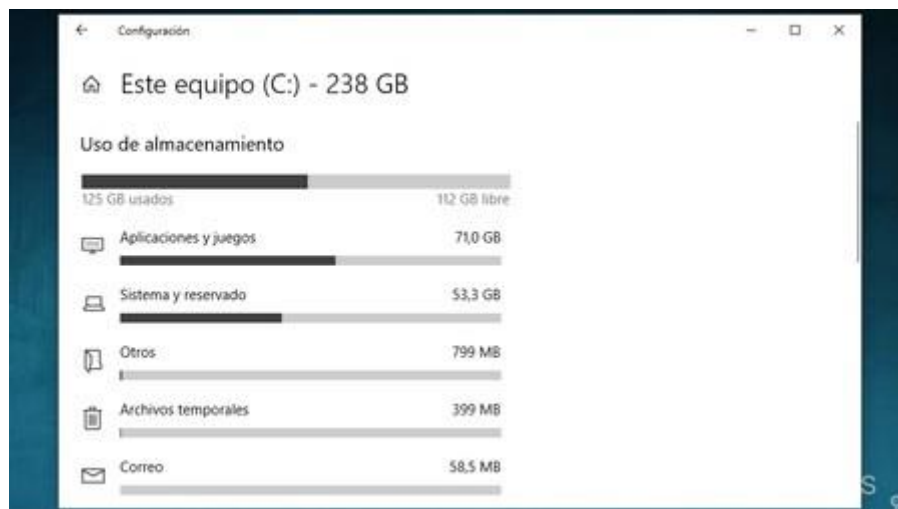 Configuración
Este equipo (C:) - 238 GB
Uso de almacenamiento
125 GB usados 112 GB libre
Aplicaciones y juegos 71,0 GB
Sistema y reservado 53,3 GB
Otros 799 MB
Archivos temporales 399 MB
Correo 58,5 MB